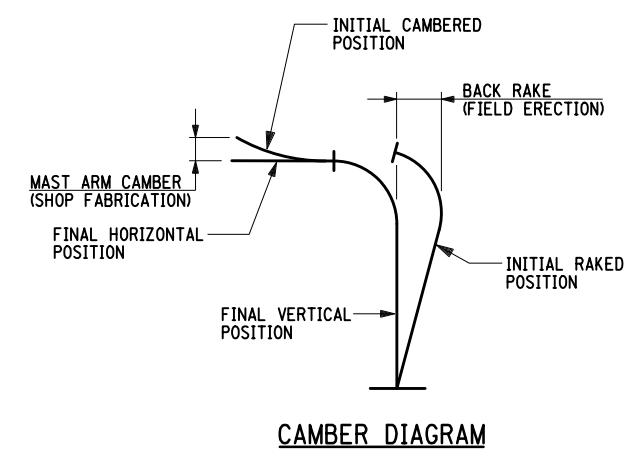 INITIAL CAMBERED
POSITION
BACK RAKE
(FIELD ERECTION)
MAST ARM CAMBER
(SHOP FABRICATION)
FINAL HORIZONTAL
POSITION
INITIAL RAKED
POSITION
FINAL VERTICAL
POSITION
CAMBER DIAGRAM